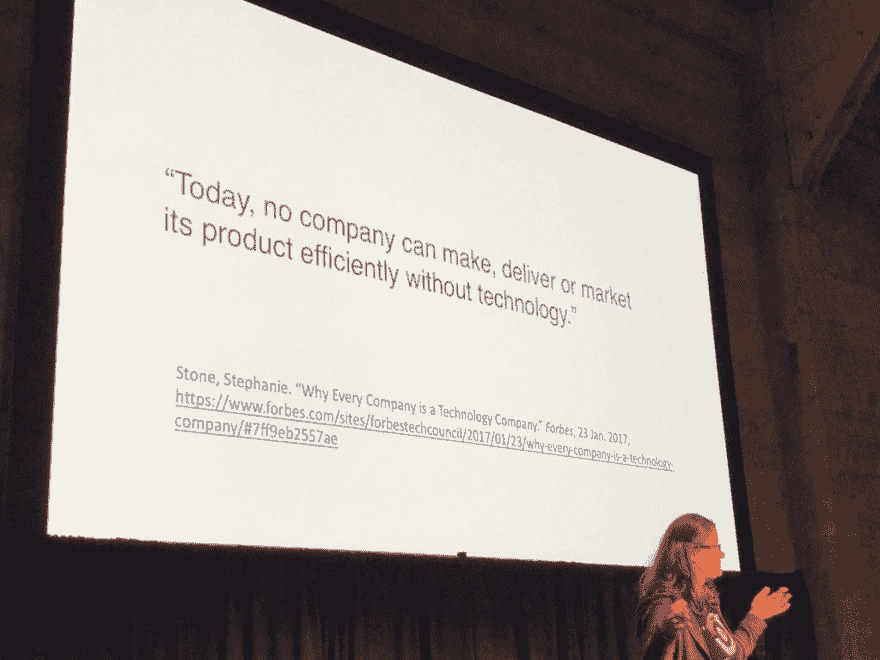 “Today, no company can make, deliver or market
its product efficiently without technology.”
Stone, Stephanie. “Why Every Company is a Technology Company.” Forbes, 23 Jan. 2017,
https://www.forbes.com/sites/forbestechcouncil/2017/01/23/why-every-company-is-a-technology-
company/#7ff9eb2557ae